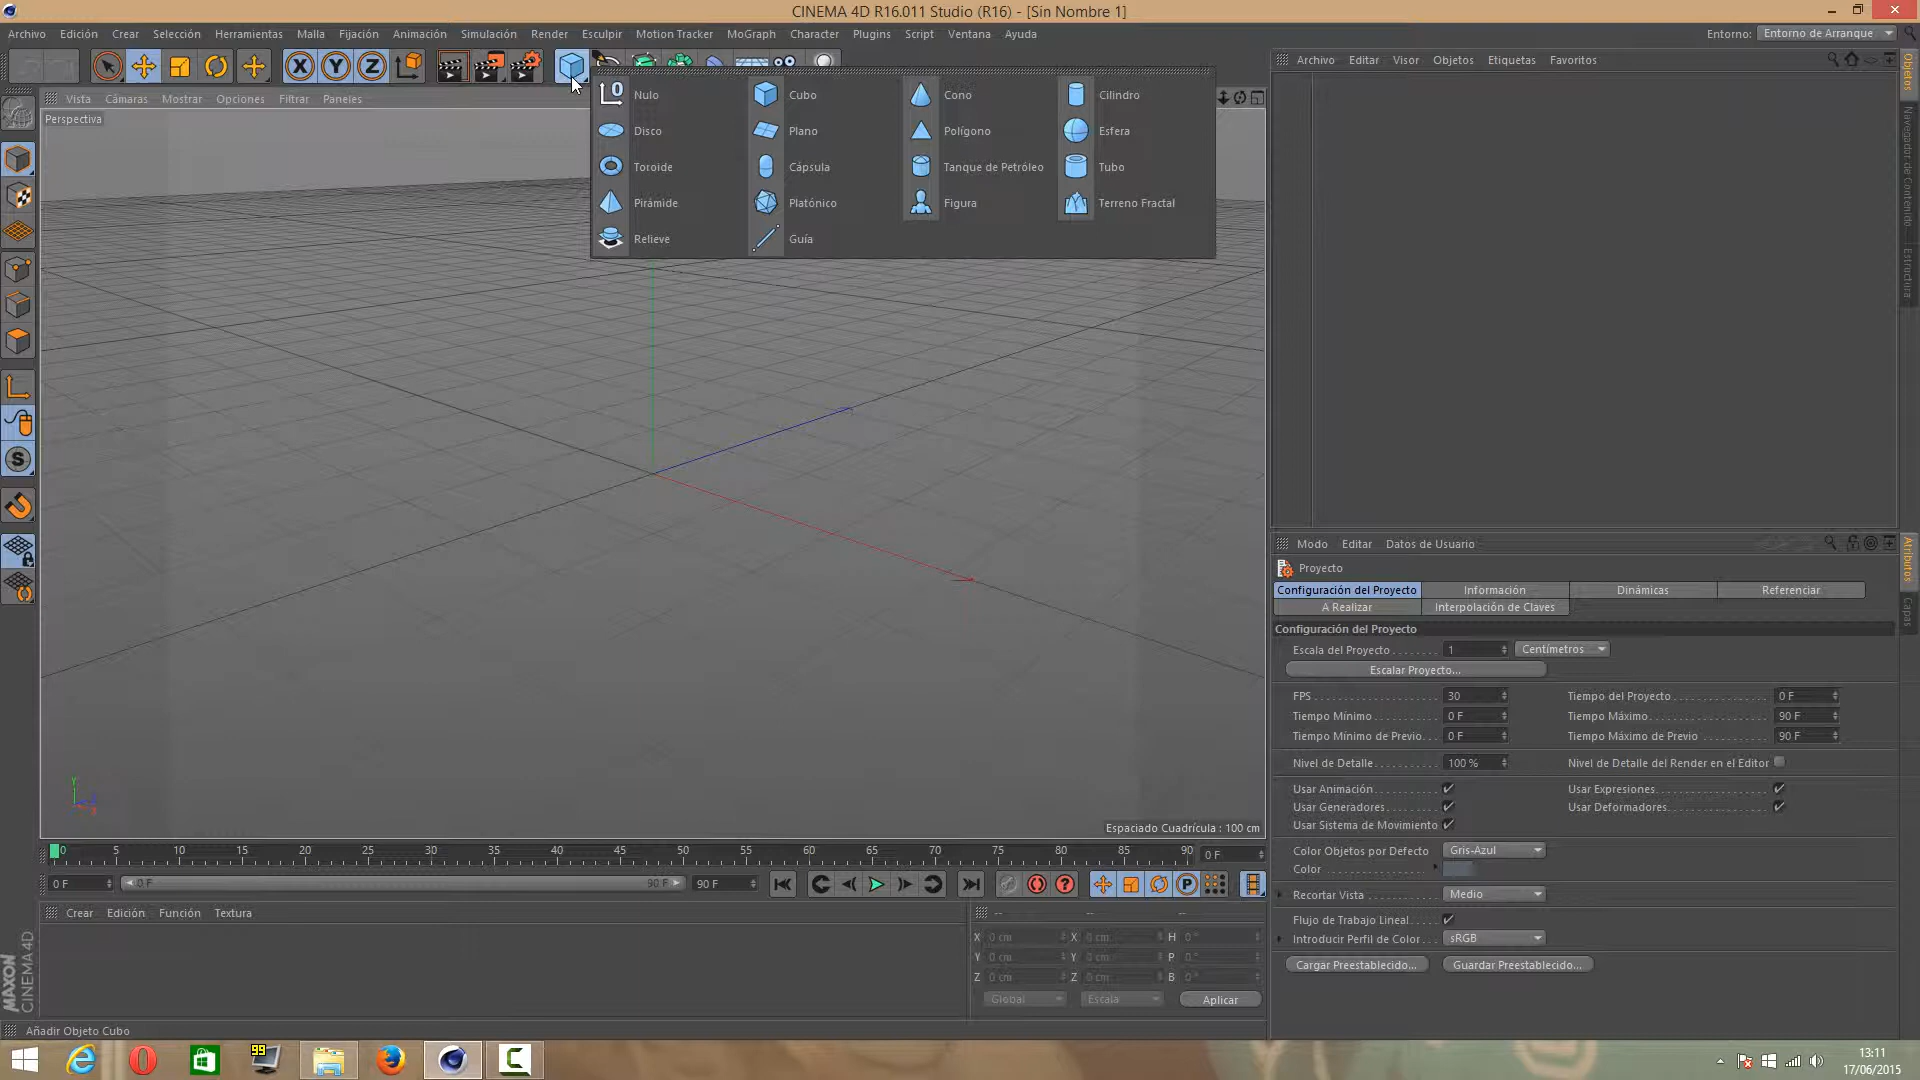 CINEMA 4D R16.011 Studio (R16) - [Sin Nombre 1]
Archivo Edición Crear Selección Herramientas Malla Fijación Animación Simulación Render Esculpir Motion Tracker MoGraph Character Plugins Script Ventana Ayuda
Entorno: Entorno de Arranque
X Y Z
Archivo Editar Visor Objetos Etiquetas Favoritos
Vista Cámaras Mostrar Opciones Filtrar Paneles
Perspectiva
Nulo Cubo Cono Cilindro
Disco Plano Polígono Esfera
Toroide Cápsula Tanque de Petróleo Tubo
Pirámide Platónico Figura Terreno Fractal
Relieve Guía
Objetos
Navegador de Contenido
Estructura
Modo Editar Datos de Usuario
Atributos
Capas
Proyecto
Configuración del Proyecto Información Dinámicas Referenciar
A Realizar Interpolación de Claves
Configuración del Proyecto
Escala del Proyecto 1 Centímetros
Escalar Proyecto...
FPS 30 Tiempo del Proyecto 0 F
Tiempo Mínimo 0 F Tiempo Máximo 90 F
Tiempo Mínimo de Previo 0 F Tiempo Máximo de Previo 90 F
Nivel de Detalle 100 % Nivel de Detalle del Render en el Editor
Usar Animación Usar Expresiones
Usar Generadores Usar Deformadores
Usar Sistema de Movimiento
Color Objetos por Defecto Gris-Azul
Color
Recortar Vista Medio
Flujo de Trabajo Lineal
Introducir Perfil de Color sRGB
Cargar Preestablecido... Guardar Preestablecido...
Y
Z
X
Espaciado Cuadrícula : 100 cm
0 5 10 15 20 25 30 35 40 45 50 55 60 65 70 75 80 85 90 0 F
0 F 0 F 90 F 90 F
Crear Edición Función Textura
-- -- --
X 0 cm X 0 cm H 0 °
Y 0 cm Y 0 cm P 0 °
Z 0 cm Z 0 cm B 0 °
Global Escala Aplicar
MAXON
CINEMA 4D
Añadir Objeto Cubo
99
13:11
17/06/2015